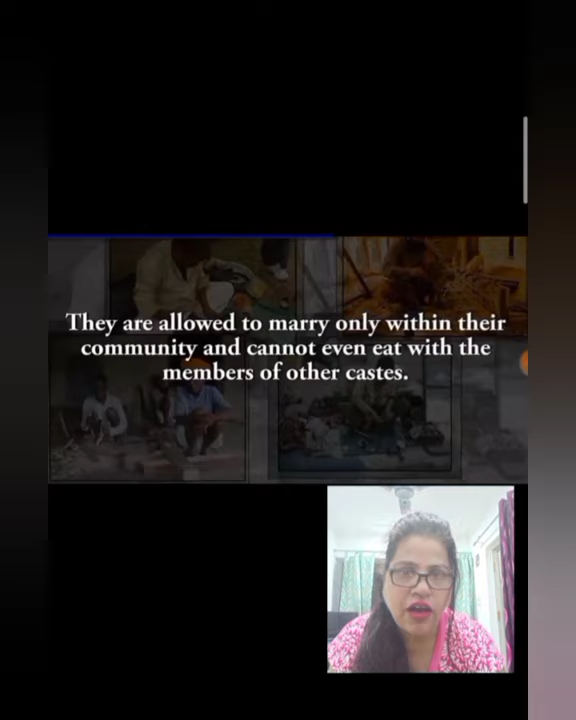 They are allowed to marry only within their
community and cannot even eat with the
members of other castes.